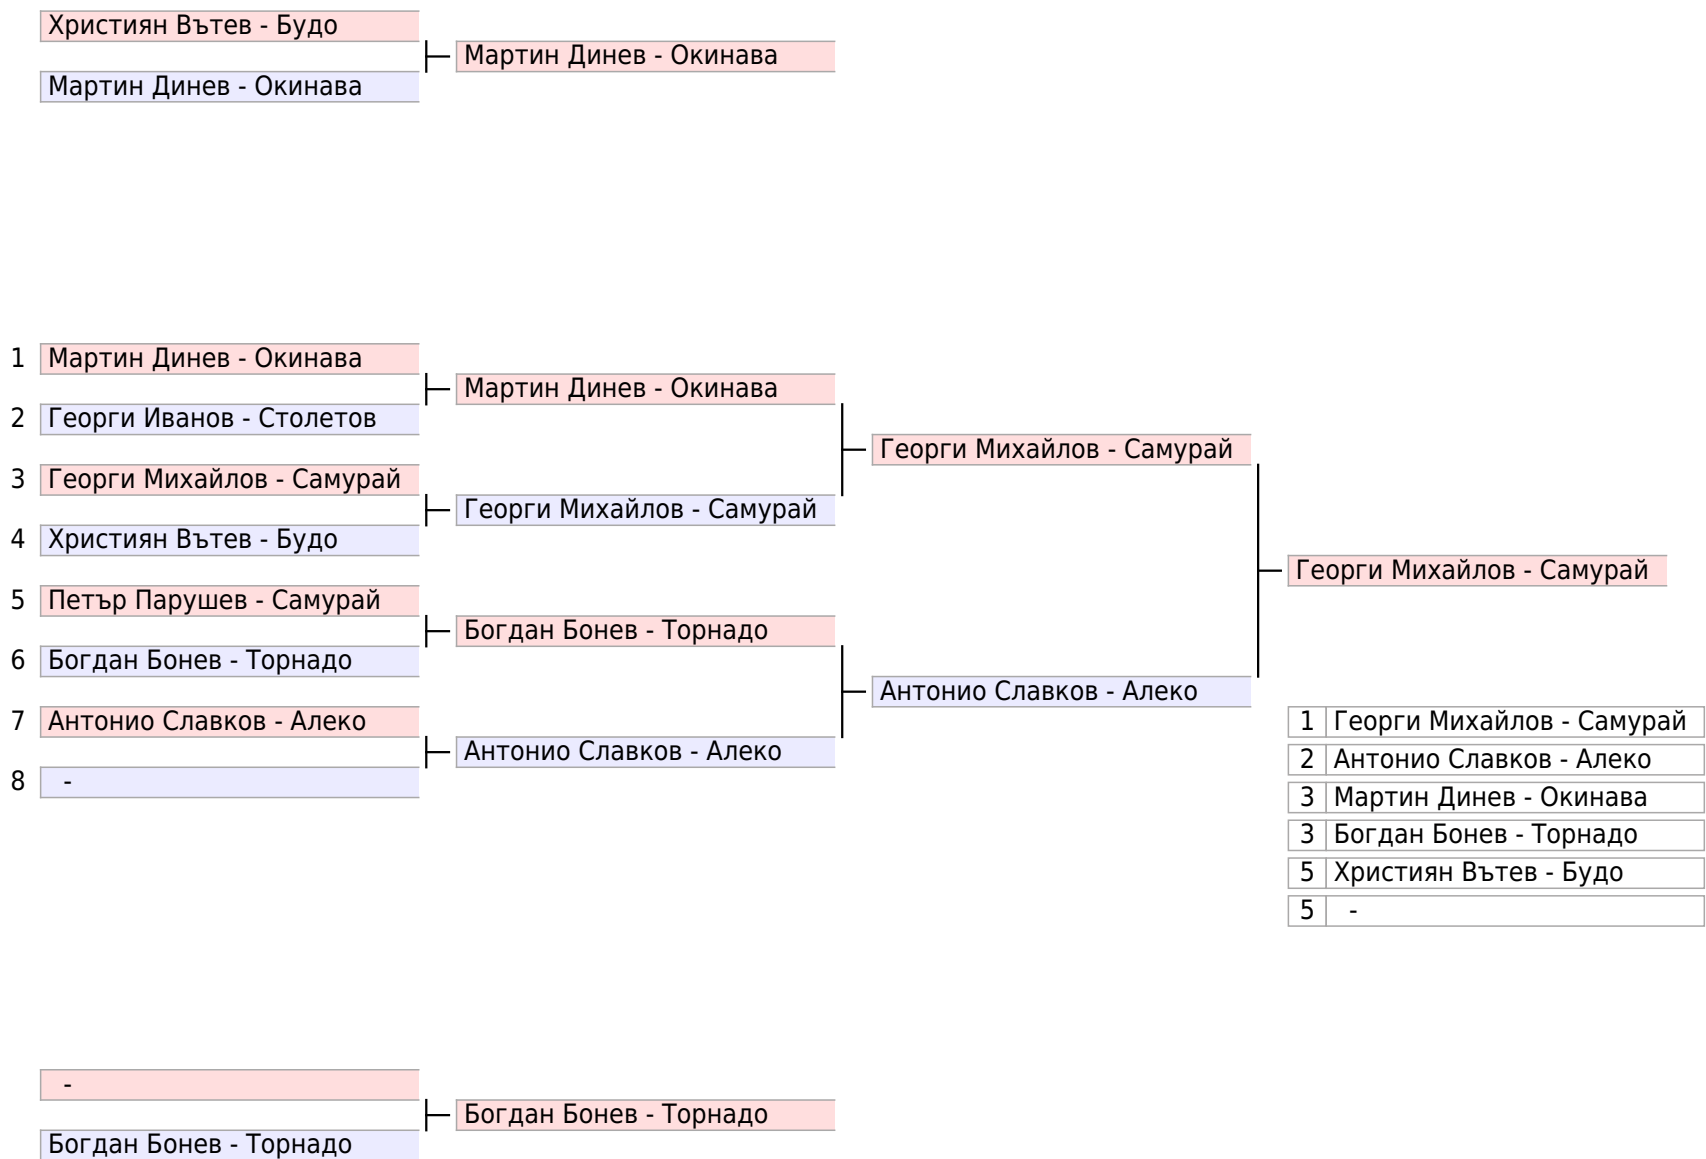 Християн Вътев - Будо
Мартин Динев - Окинава
Мартин Динев - Окинава
1 Мартин Динев - Окинава
Мартин Динев - Окинава
2 Георги Иванов - Столетов
Георги Михайлов - Самурай
3 Георги Михайлов - Самурай
Георги Михайлов - Самурай
4 Християн Вътев - Будо
Георги Михайлов - Самурай
5 Петър Парушев - Самурай
Богдан Бонев - Торнадо
6 Богдан Бонев - Торнадо
Антонио Славков - Алеко
7 Антонио Славков - Алеко
Антонио Славков - Алеко
8 -
1 Георги Михайлов - Самурай
2 Антонио Славков - Алеко
3 Мартин Динев - Окинава
3 Богдан Бонев - Торнадо
5 Християн Вътев - Будо
5 -
-
Богдан Бонев - Торнадо
Богдан Бонев - Торнадо